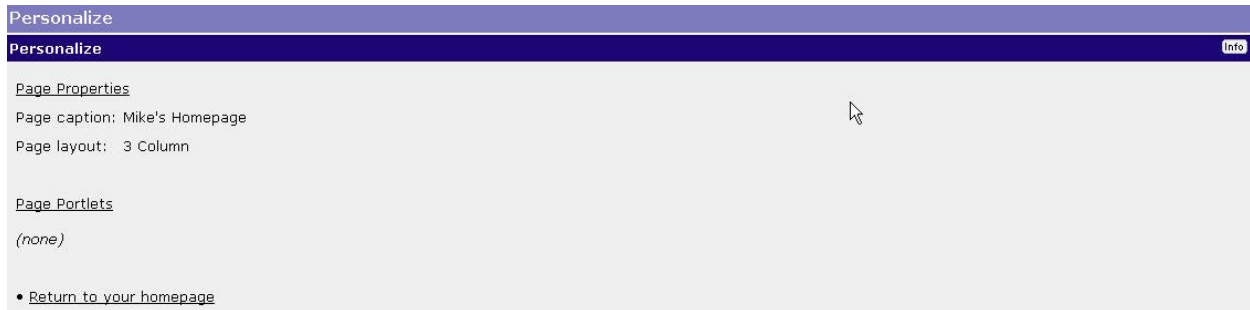 Personalize
Personalize Info
Page Properties
Page caption: Mike's Homepage
Page layout: 3 Column
Page Portlets
(none)
• Return to your homepage